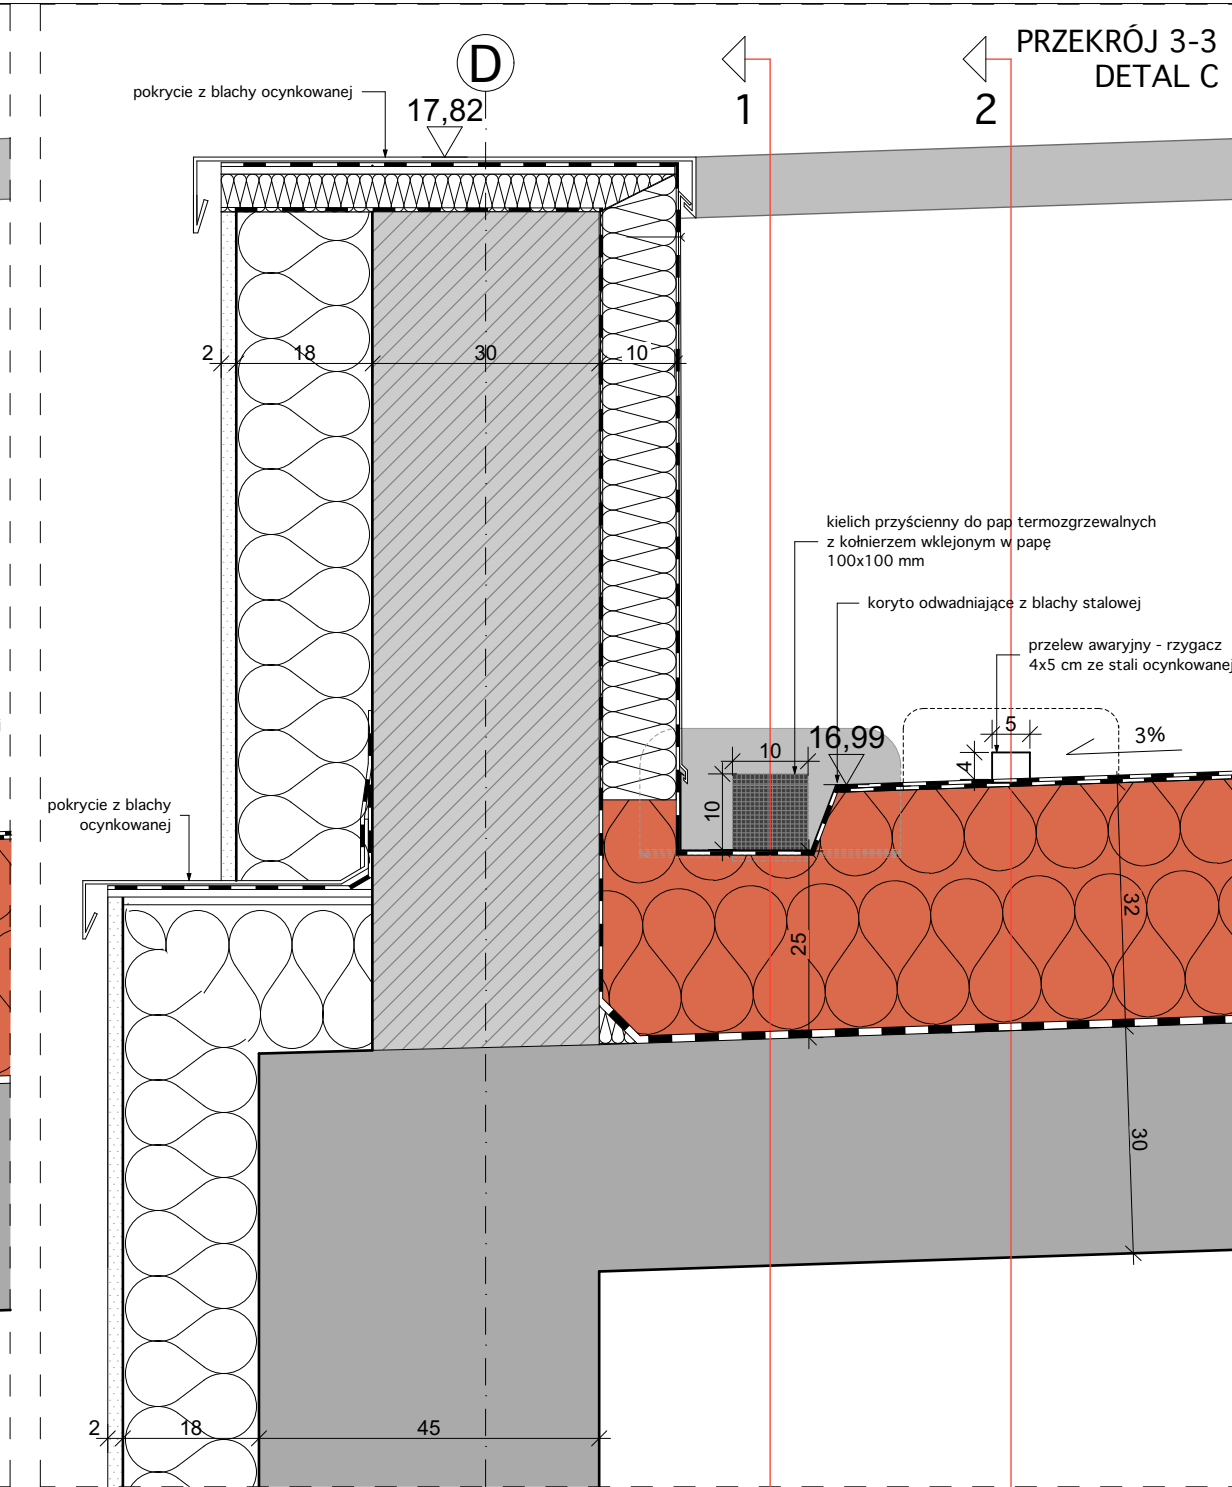 PRZEKRÓJ 3-3
DETAL C
D
1
2
pokrycie z blachy ocynkowanej
17,82
2
18
30
10
kielich przyścienny do pap termozgrzewalnych
z kołnierzem wklejonym w papę
100x100 mm
koryto odwadniające z blachy stalowej
przelew awaryjny - rzygacz
4x5 cm ze stali ocynkowanej
5
4
3%
16,99
10
10
pokrycie z blachy
ocynkowanej
25
32
30
2
18
45